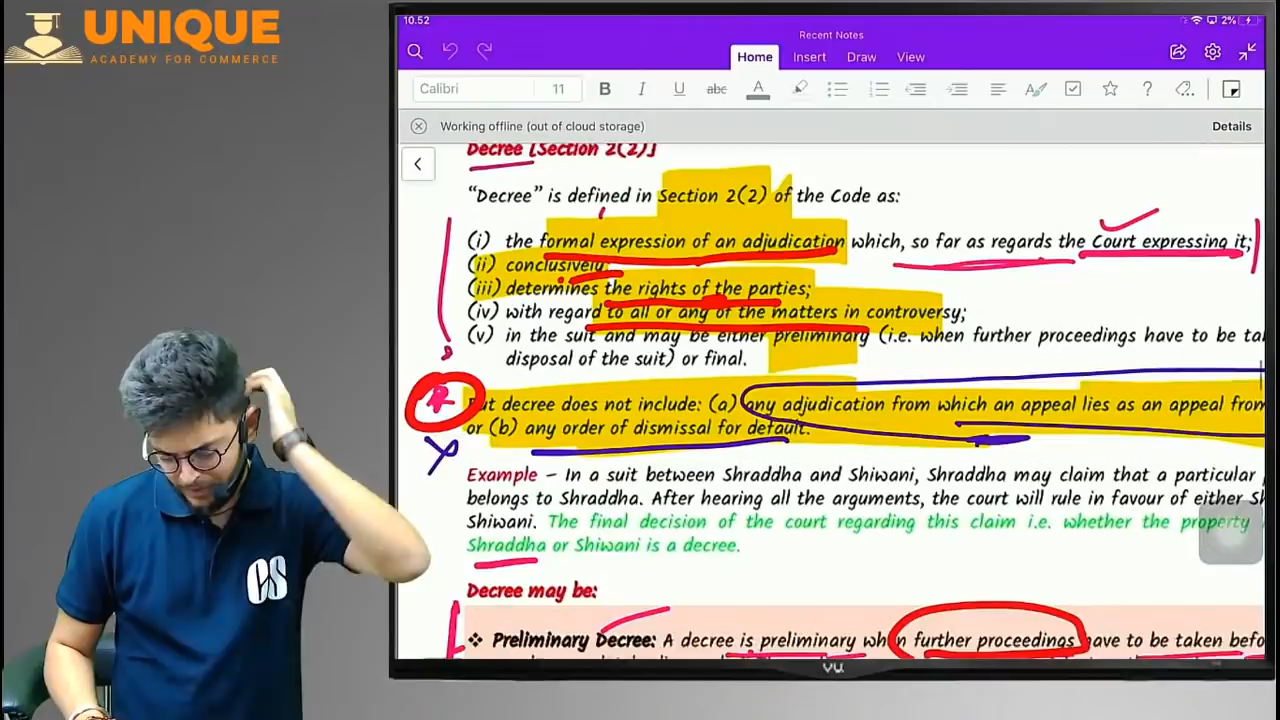 UNIQUE
ACADEMY FOR COMMERCE
10.52
2%
Recent Notes
Home Insert Draw View
Calibri 11 B I U abc A
Working offline (out of cloud storage) Details
Decree [Section 2(2)]
“Decree” is defined in Section 2(2) of the Code as:
(i) the formal expression of an adjudication which, so far as regards the Court expressing it;
(ii) conclusively
(iii) determines the rights of the parties;
(iv) with regard to all or any of the matters in controversy;
(v) in the suit and may be either preliminary (i.e. when further proceedings have to be
disposal of the suit) or final.
R
But decree does not include: (a) any adjudication from which an appeal lies as an appeal from
or (b) any order of dismissal for default.
Example – In a suit between Shraddha and Shiwani, Shraddha may claim that a particular
belongs to Shraddha. After hearing all the arguments, the court will rule in favour of either
Shiwani. The final decision of the court regarding this claim i.e. whether the property
Shraddha or Shiwani is a decree.
Decree may be:
❖ Preliminary Decree: A decree is preliminary when further proceedings have to be taken
VU
CS